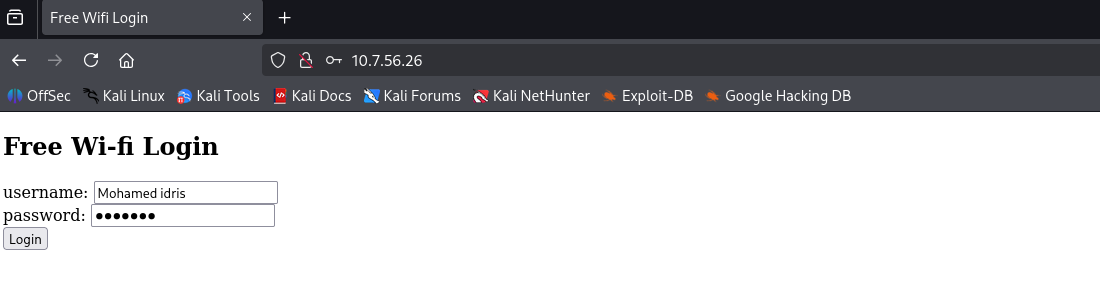 Free Wifi Login
10.7.56.26
OffSec Kali Linux Kali Tools Kali Docs Kali Forums Kali NetHunter Exploit-DB Google Hacking DB
Free Wi-fi Login
username: Mohamed idris
password: ●●●●●●●
Login